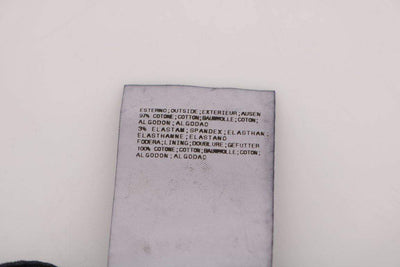 ESTERNO;OUTSIDE;EXTERIEUR;AUSEN
97% COTONE;COTTON;BAUMWOLLE;COTON;
ALGODON;ALGODAO
3% ELASTAM;SPANDEX;ELASTHAN;
ELASTHANNE;ELASTANO
FODERA;LINING;DOUBLURE;GEFUTTER
100% COTONE;COTTON;BAUMWOLLE;COTON;
ALGODON;ALGODAO